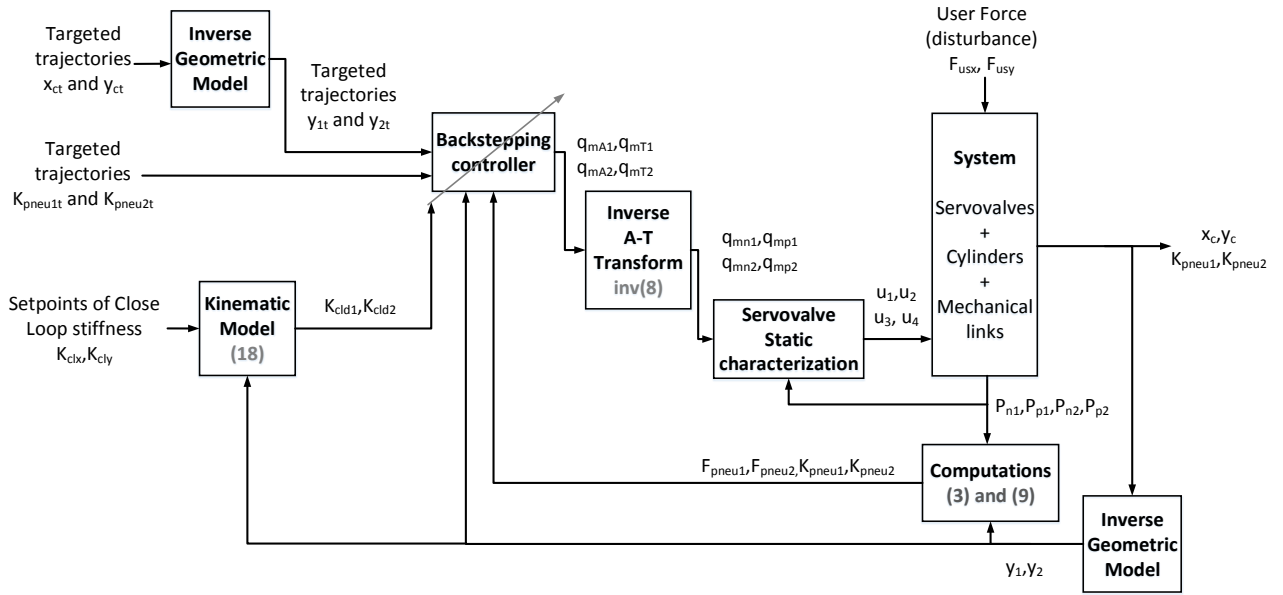 Targeted
trajectories
x_ct and y_ct
Inverse
Geometric
Model
Targeted
trajectories
y_1t and y_2t
Targeted
trajectories
K_pneu1t and K_pneu2t
Backstepping
controller
q_mA1,q_mT1
q_mA2,q_mT2
Inverse
A-T
Transform
inv(8)
q_mn1,q_mp1
q_mn2,q_mp2
User Force
(disturbance)
F_usx, F_usy
System
Servovalves
+
Cylinders
+
Mechanical
links
x_c,y_c
K_pneu1,K_pneu2
Setpoints of Close
Loop stiffness
K_clx,K_cly
Kinematic
Model
(18)
K_cld1,K_cld2
Servovalve
Static
characterization
u_1,u_2
u_3, u_4
P_n1,P_p1,P_n2,P_p2
F_pneu1,F_pneu2,K_pneu1,K_pneu2
Computations
(3) and (9)
Inverse
Geometric
Model
y_1,y_2